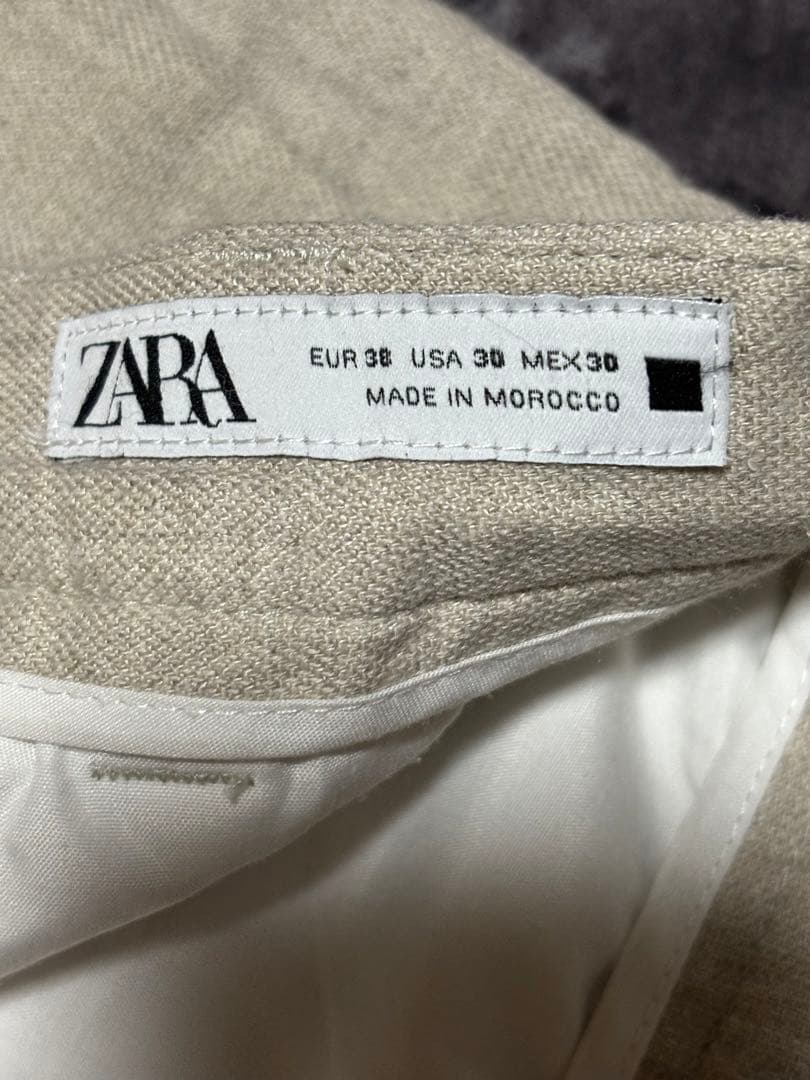 ZARA
EUR 38 USA 30 MEX 30
MADE IN MOROCCO